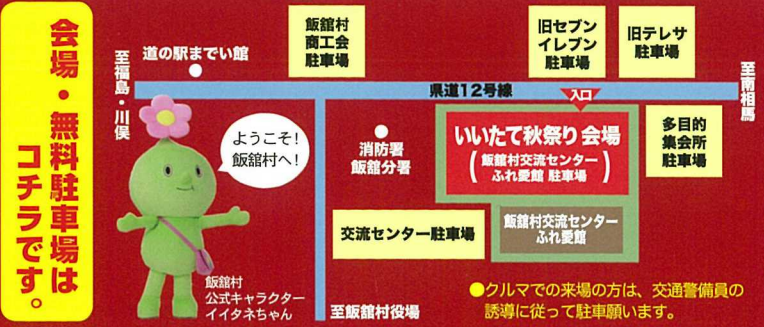 会場・無料駐車場は
コチラです。
至福島・川俣
道の駅までい館
飯舘村
商工会
駐車場
旧セブン
イレブン
駐車場
旧テレサ
駐車場
至南相馬
県道12号線
入口
ようこそ!
飯舘村へ!
消防署
飯舘分署
いいたて秋祭り 会場
(飯舘村交流センター
ふれ愛館 駐車場)
多目的
集会所
駐車場
交流センター駐車場
飯舘村交流センター
ふれ愛館
飯舘村
公式キャラクター
イイタネちゃん
至飯舘村役場
●クルマでの来場の方は、交通警備員の
誘導に従って駐車願います。